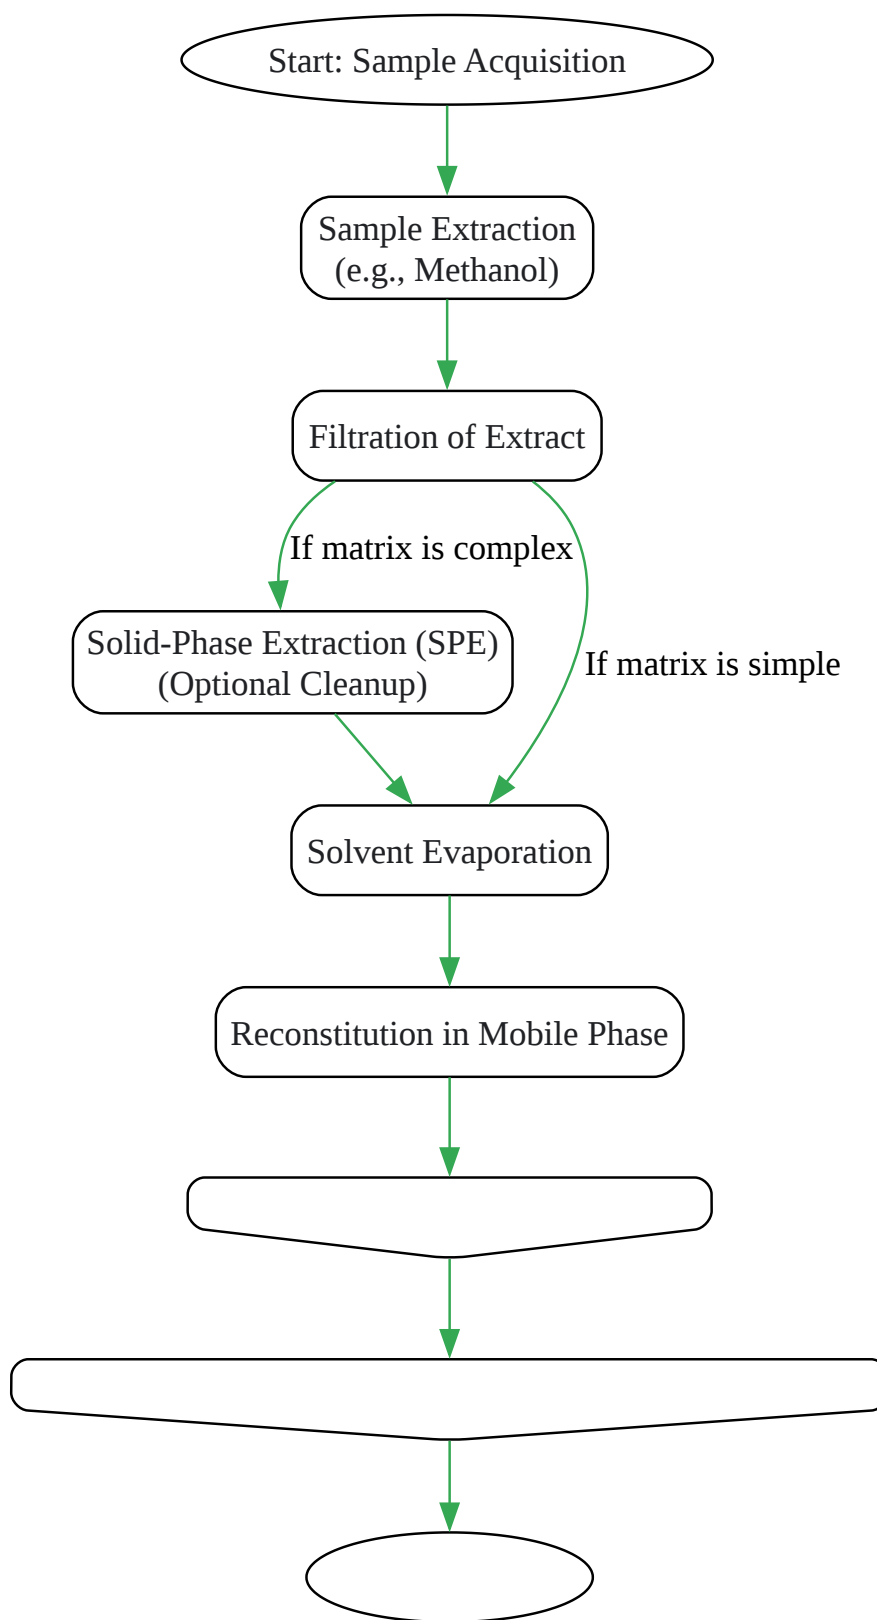 Start: Sample Acquisition
Sample Extraction
(e.g., Methanol)
Filtration of Extract
If matrix is complex
Solid-Phase Extraction (SPE)
(Optional Cleanup)
If matrix is simple
Solvent Evaporation
Reconstitution in Mobile Phase